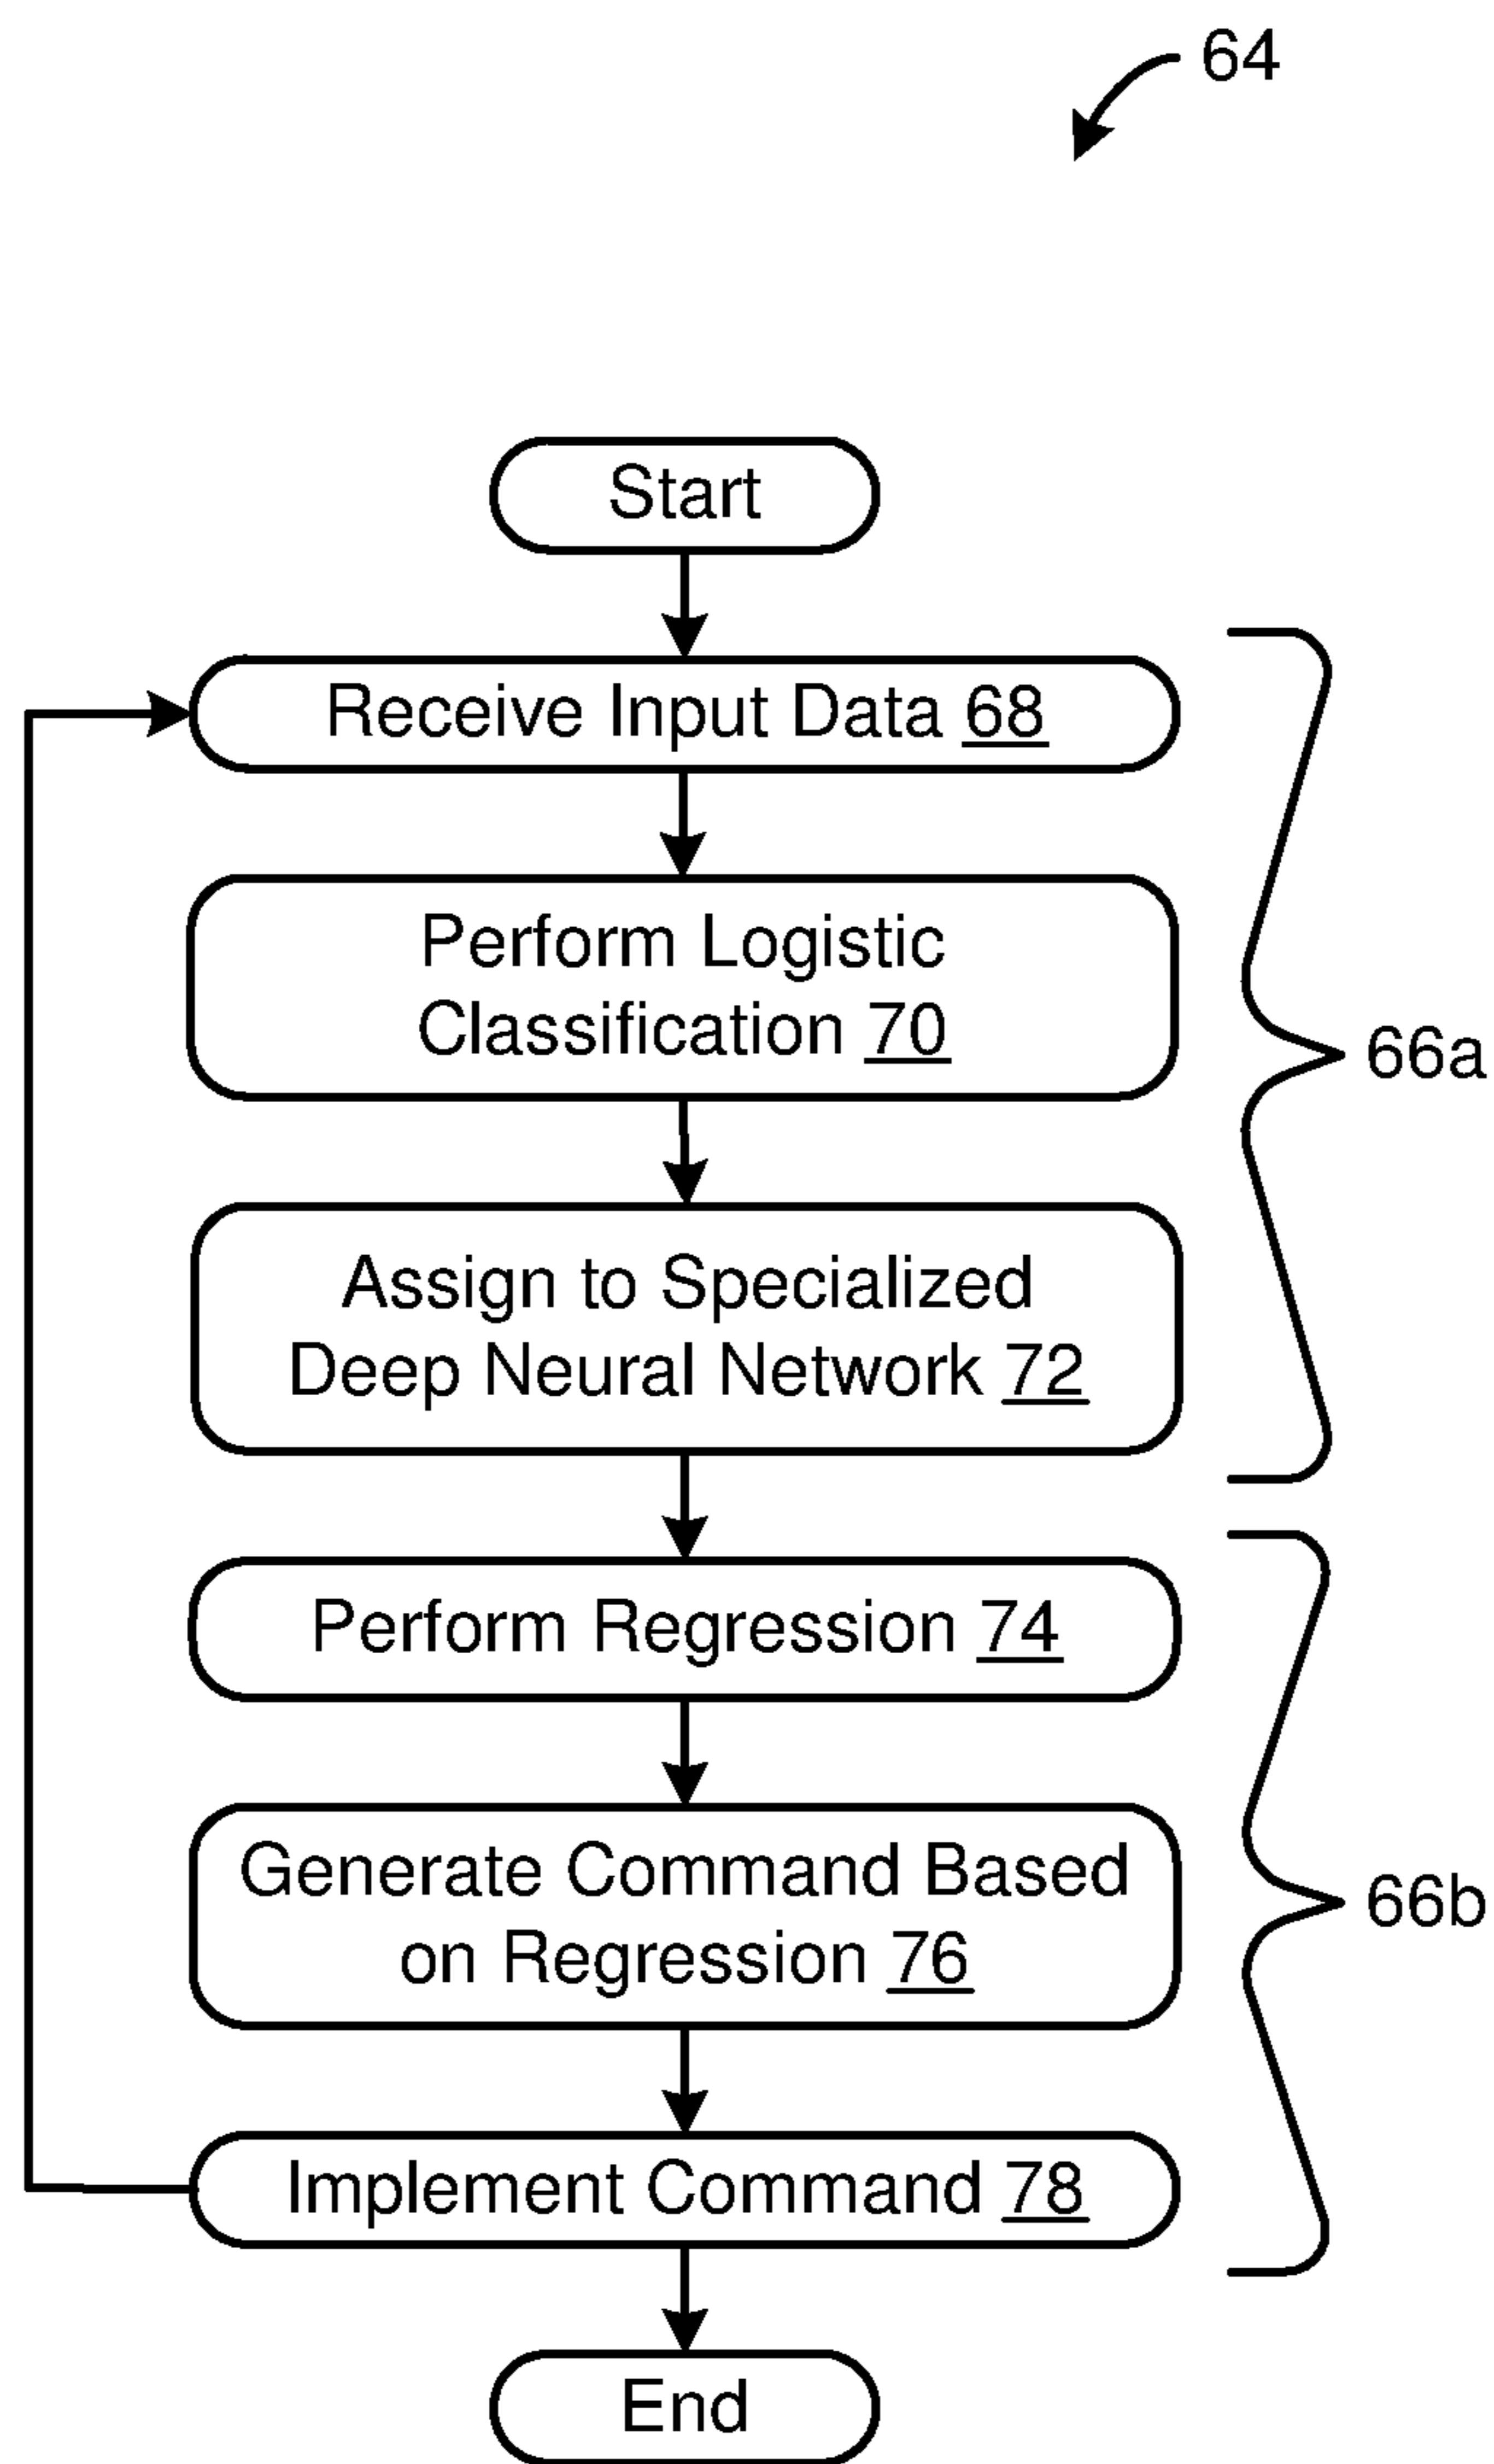 64
Start
Receive Input Data 68
Perform Logistic
Classification 70
66a
Assign to Specialized
Deep Neural Network 72
Perform Regression 74
Generate Command Based
on Regression 76
66b
Implement Command 78
End